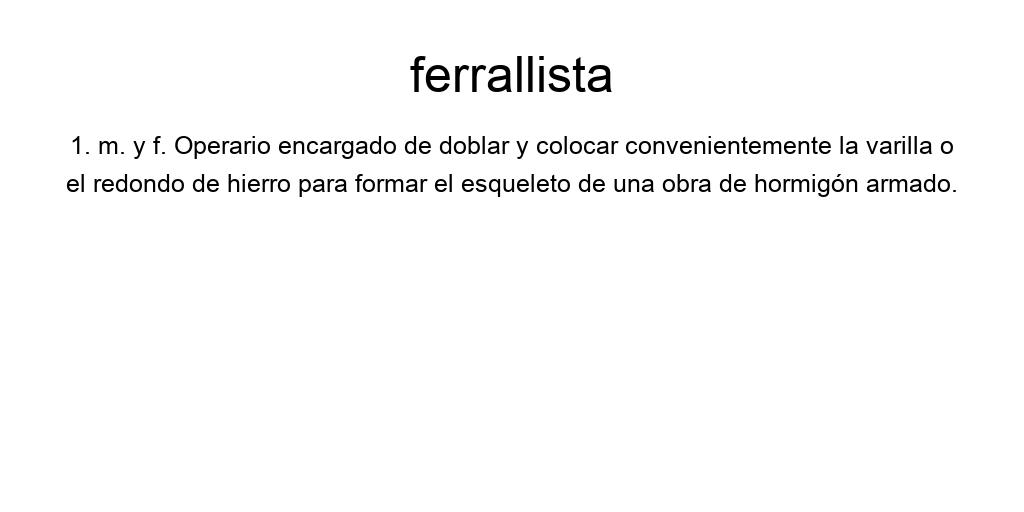 ferrallista
1. m. y f. Operario encargado de doblar y colocar convenientemente la varilla o
el redondo de hierro para formar el esqueleto de una obra de hormigón armado.